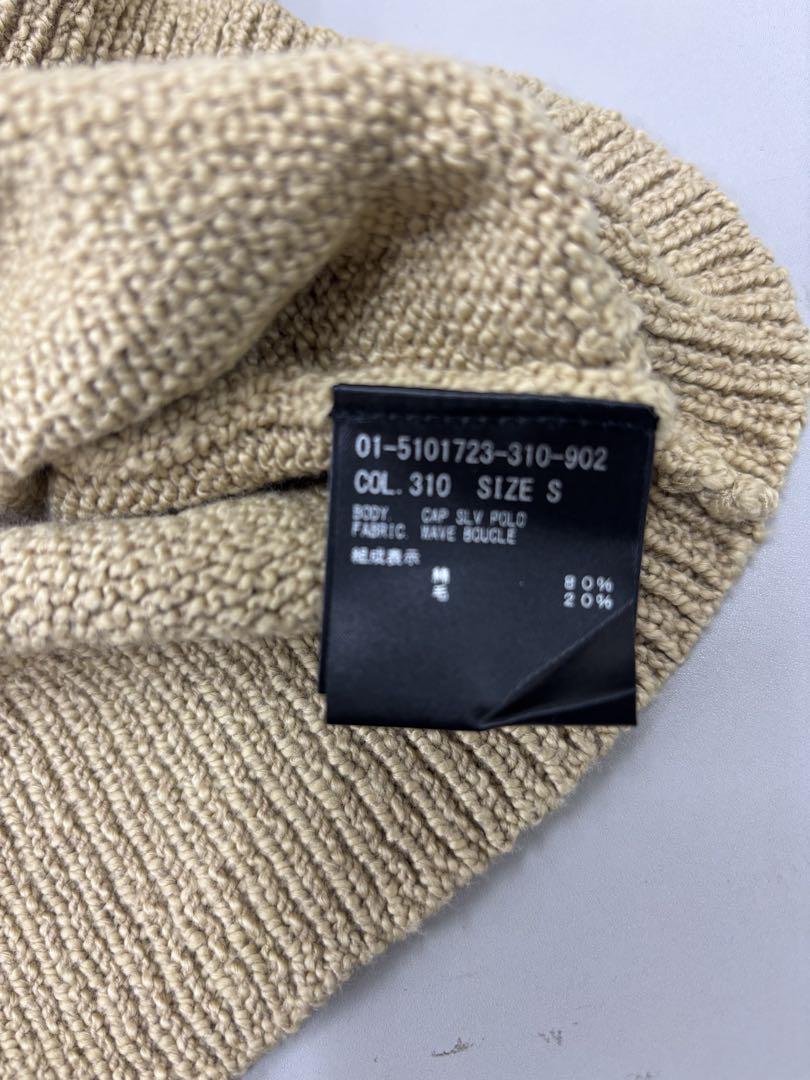 01-5101723-310-902
COL.310 SIZE S
BODY. CAP SLV POLO
FABRIC. WAVE BOUCLE
組成表示
綿 80%
毛 20%